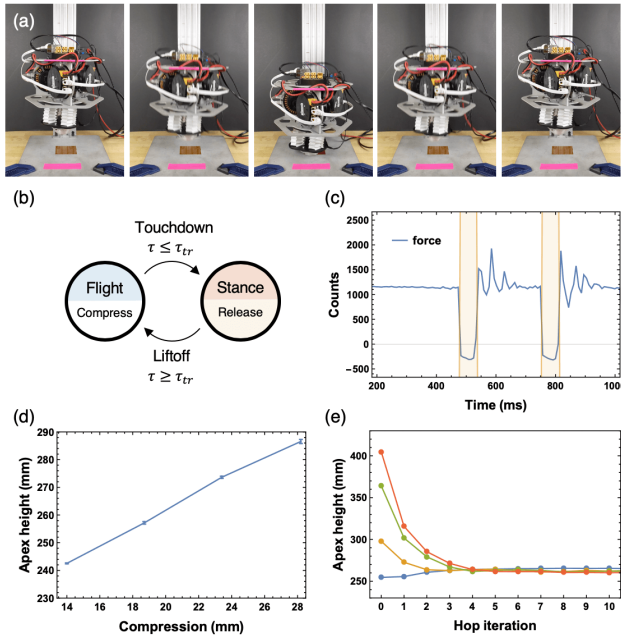 (a)
(b)
Touchdown
τ ≤ τtr
Flight
Compress
Stance
Release
Liftoff
τ ≥ τtr
(c)
2500
2000
1500
1000
500
0
−500
Counts
force
200 400 600 800 1000
Time (ms)
(d)
290
280
270
260
250
240
230
Apex height (mm)
14 16 18 20 22 24 26 28
Compression (mm)
(e)
400
350
300
250
Apex height (mm)
0 1 2 3 4 5 6 7 8 9 10
Hop iteration